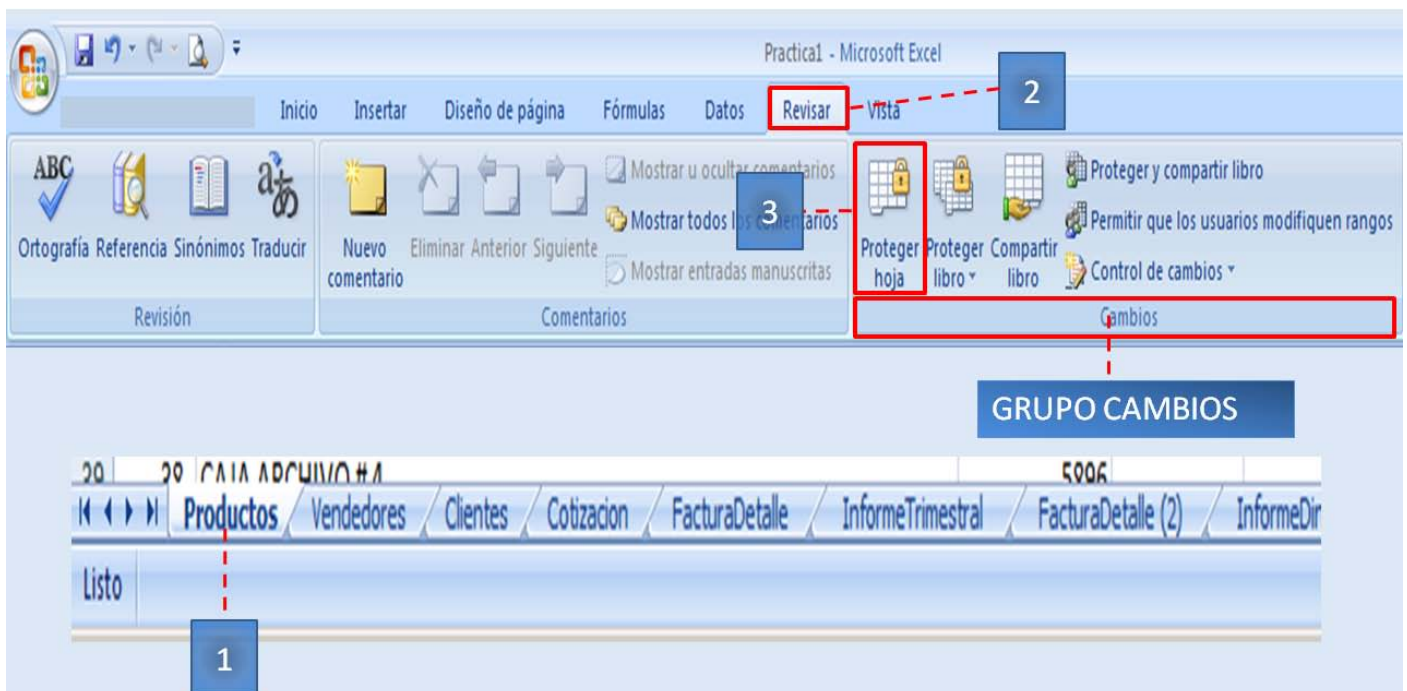 Practica1 - Microsoft Excel
2
Inicio Insertar Diseño de página Fórmulas Datos Revisar Vista
ABC
Ortografía Referencia Sinónimos Traducir
Revisión
Nuevo comentario
Eliminar Anterior Siguiente
Mostrar u ocultar comentarios
Mostrar todos los comentarios
Mostrar entradas manuscritas
Comentarios
3
Proteger hoja
Proteger libro
Compartir libro
Proteger y compartir libro
Permitir que los usuarios modifiquen rangos
Control de cambios
Cambios
GRUPO CAMBIOS
39 38 CAJA ARCHIVO #4 5896
Productos Vendedores Clientes Cotizacion FacturaDetalle InformeTrimestral FacturaDetalle (2) InformeDin
Listo
1